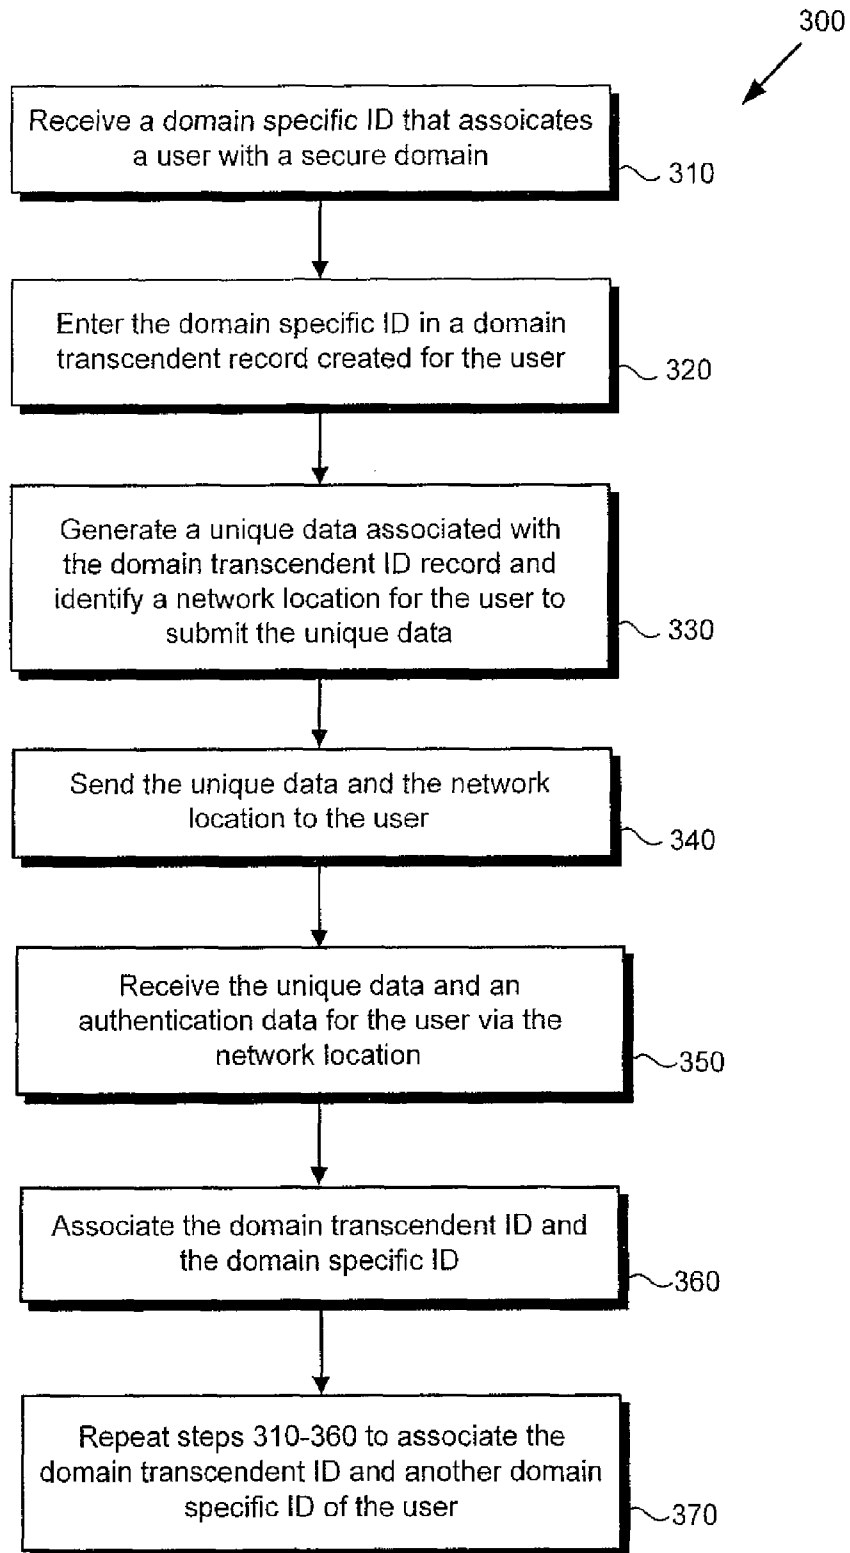 300
Receive a domain specific ID that assoicates
a user with a secure domain
310
Enter the domain specific ID in a domain
transcendent record created for the user
320
Generate a unique data associated with
the domain transcendent ID record and
identify a network location for the user to
submit the unique data
330
Send the unique data and the network
location to the user
340
Receive the unique data and an
authentication data for the user via the
network location
350
Associate the domain transcendent ID and
the domain specific ID
360
Repeat steps 310-360 to associate the
domain transcendent ID and another domain
specific ID of the user
370